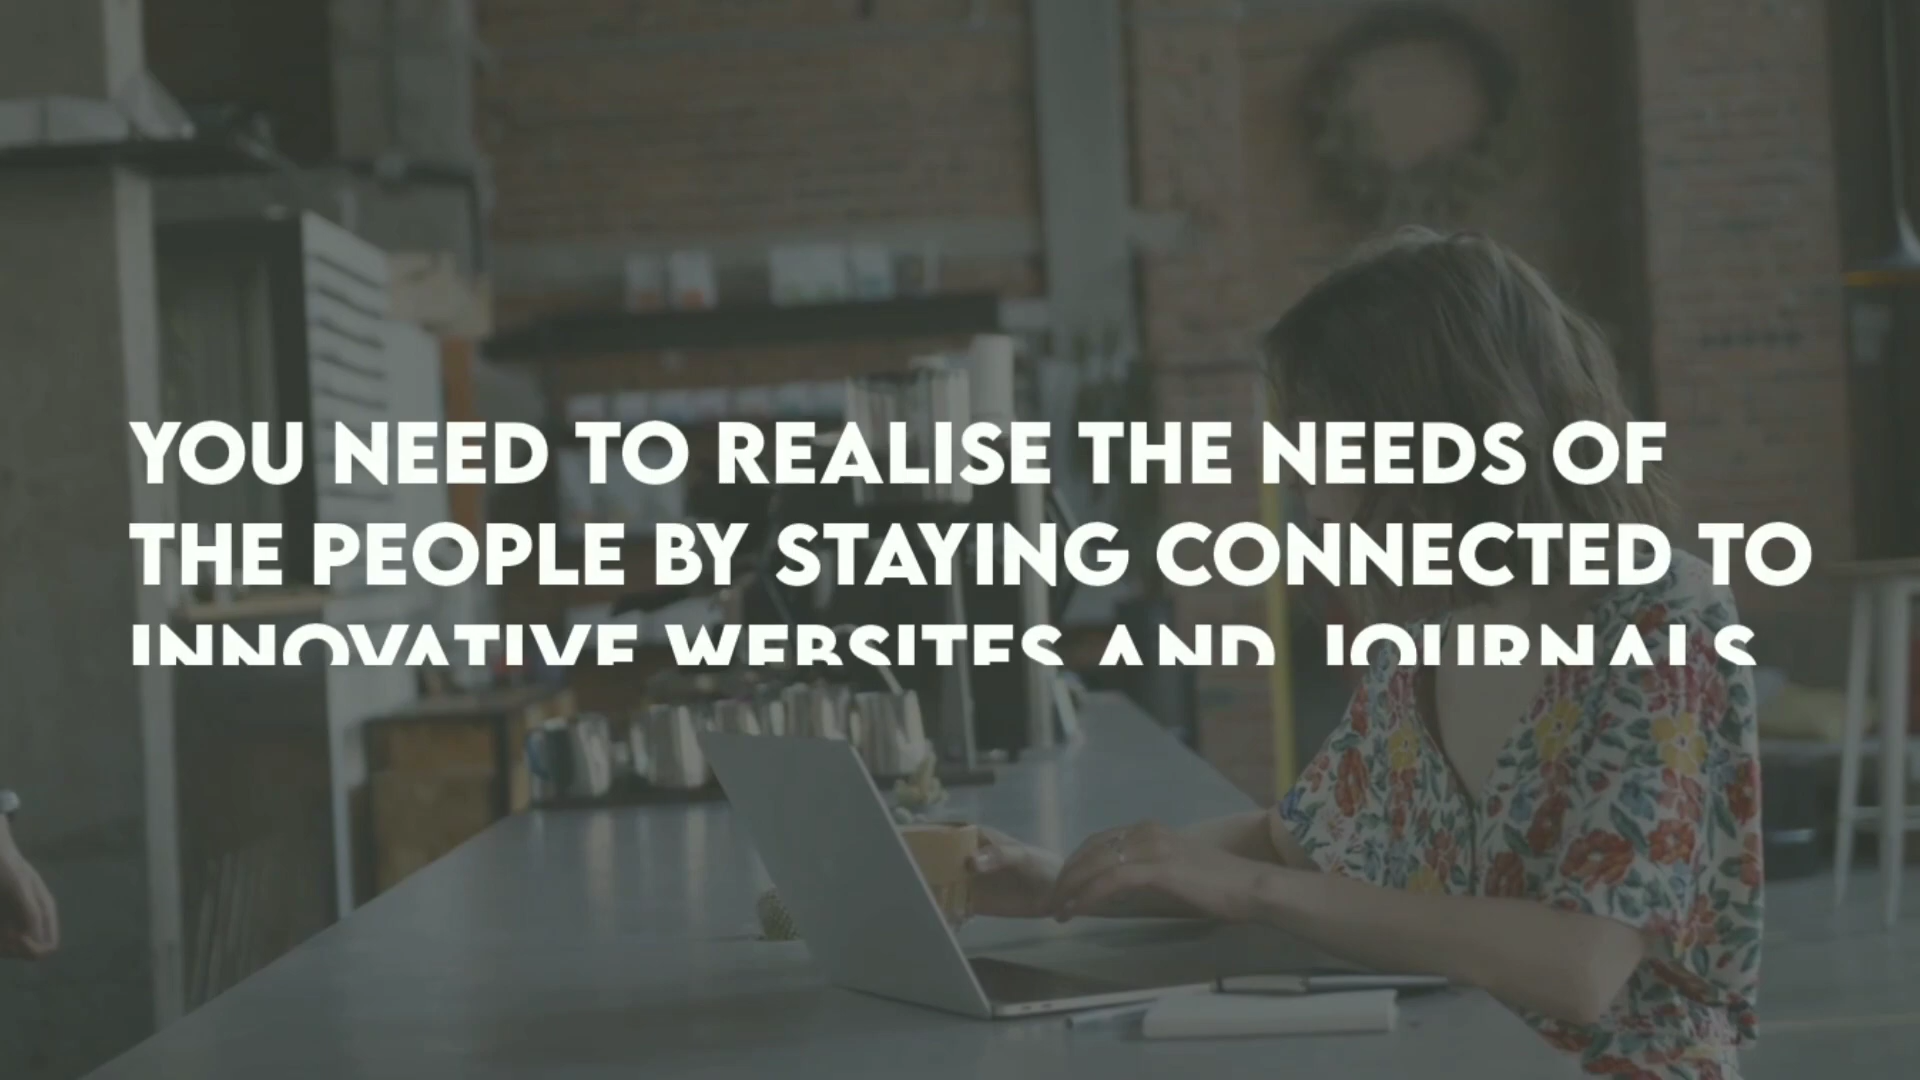 YOU NEED TO REALISE THE NEEDS OF
THE PEOPLE BY STAYING CONNECTED TO
INNOVATIVE WEBSITES AND JOURNALS